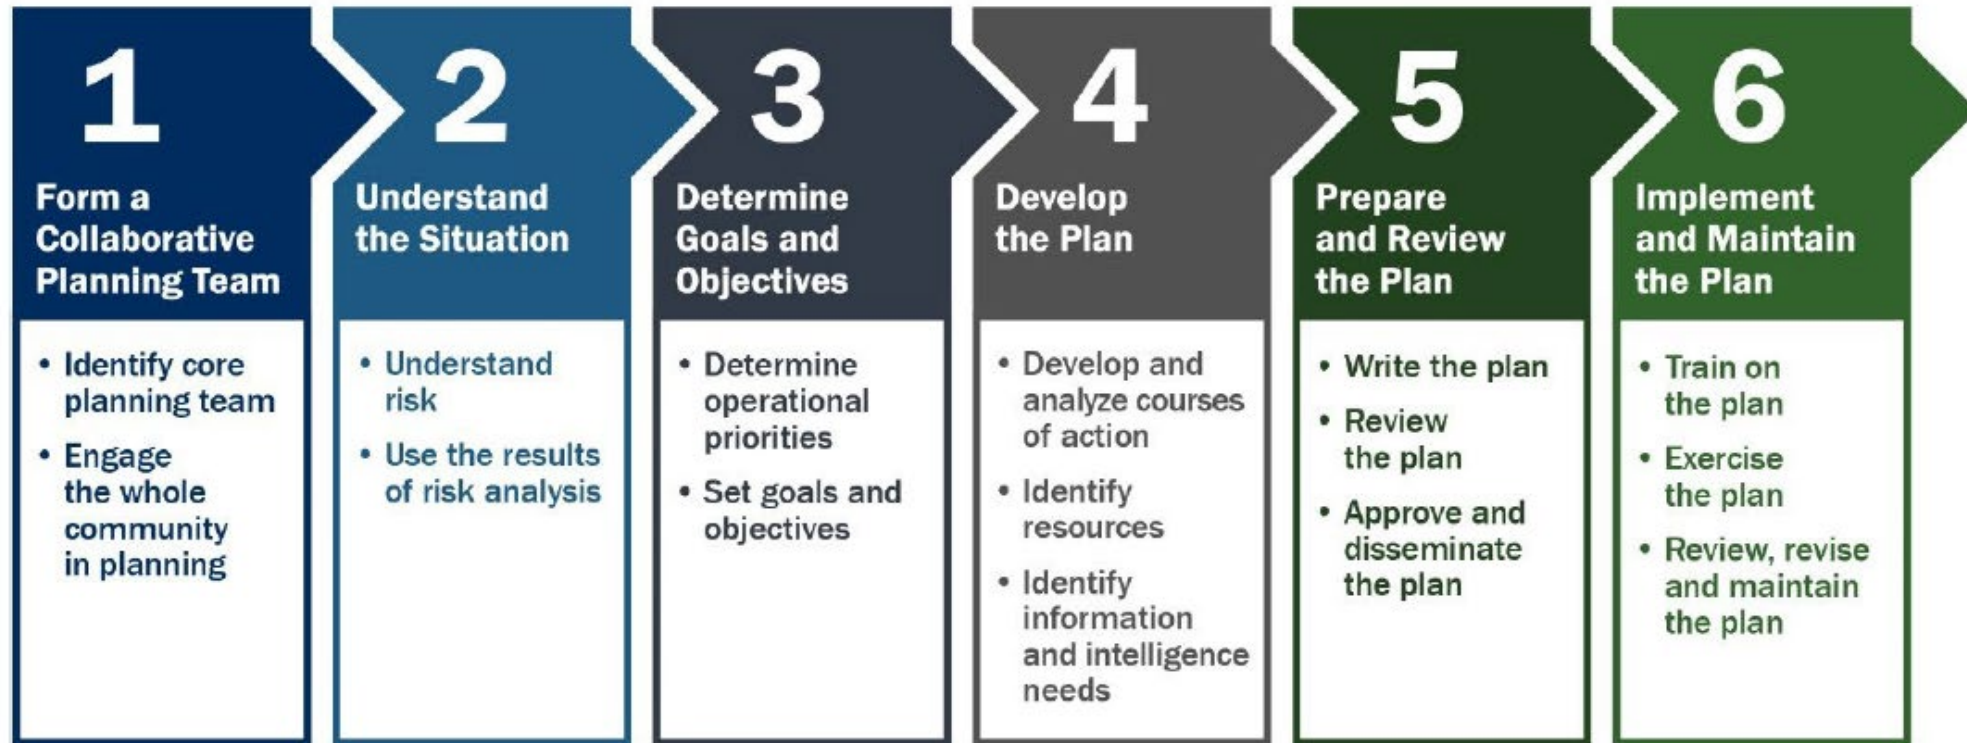 1
Form a
Collaborative
Planning Team
• Identify core
planning team
• Engage
the whole
community
in planning
2
Understand
the Situation
• Understand
risk
• Use the results
of risk analysis
3
Determine
Goals and
Objectives
• Determine
operational
priorities
• Set goals and
objectives
4
Develop
the Plan
• Develop and
analyze courses
of action
• Identify
resources
• Identify
information
and intelligence
needs
5
Prepare
and Review
the Plan
• Write the plan
• Review
the plan
• Approve and
disseminate
the plan
6
Implement
and Maintain
the Plan
• Train on
the plan
• Exercise
the plan
• Review, revise
and maintain
the plan